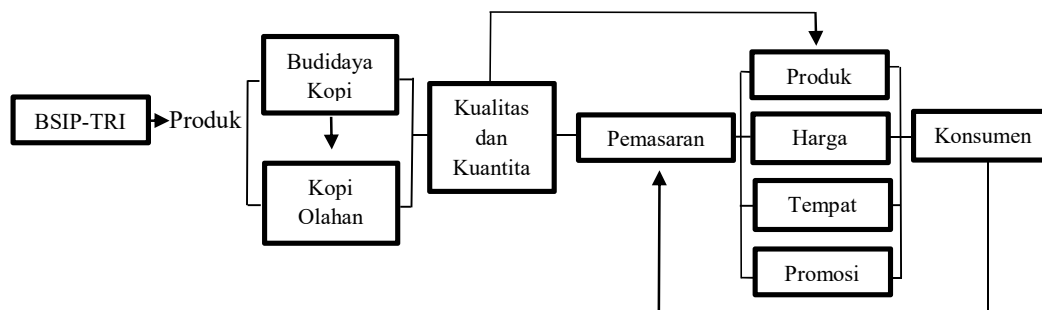 BSIP-TRI
Produk
Budidaya
Kopi
Kopi
Olahan
Kualitas
dan
Kuantita
Pemasaran
Produk
Harga
Tempat
Promosi
Konsumen